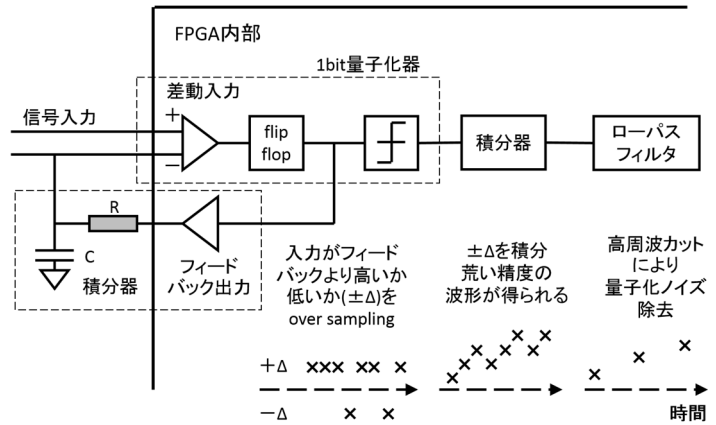 FPGA内部
1bit量子化器
差動入力
信号入力
+
−
flip
flop
積分器
ローパス
フィルタ
R
C
積分器
フィード
バック出力
入力がフィード
バックより高いか
低いか(±Δ)を
over sampling
±Δを積分
荒い精度の
波形が得られる
高周波カット
により
量子化ノイズ
除去
+Δ
−Δ
時間